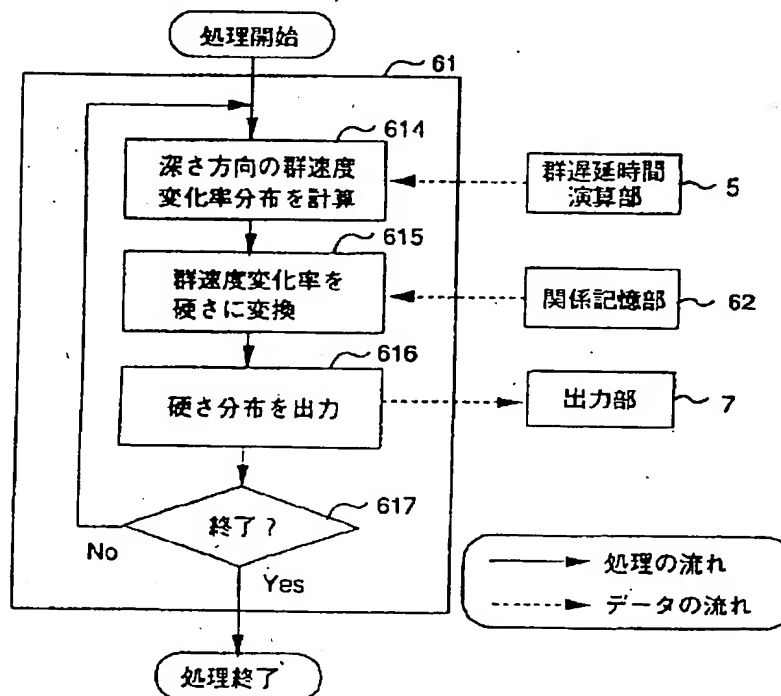 処理開始
61
614
深さ方向の群速度
変化率分布を計算
群遅延時間
演算部
5
615
群速度変化率を
硬さに変換
関係記憶部
62
616
硬さ分布を出力
出力部
7
617
終了?
No
Yes
処理の流れ
データの流れ
処理終了